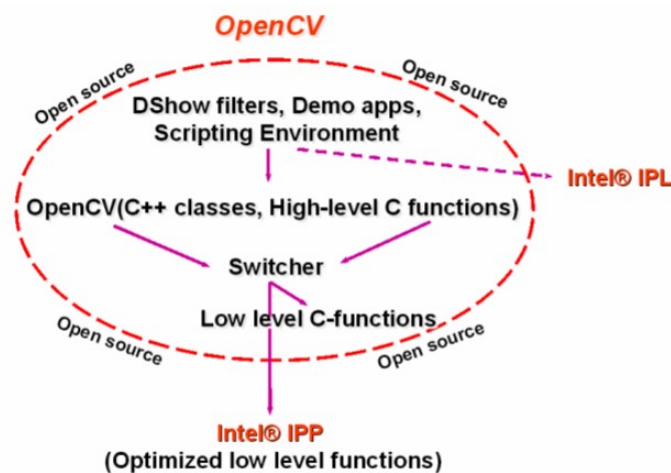 OpenCV
Open source
Open source
DShow filters, Demo apps,
Scripting Environment
Intel® IPL
OpenCV(C++ classes, High-level C functions)
Switcher
Low level C-functions
Open source
Open source
Intel® IPP
(Optimized low level functions)